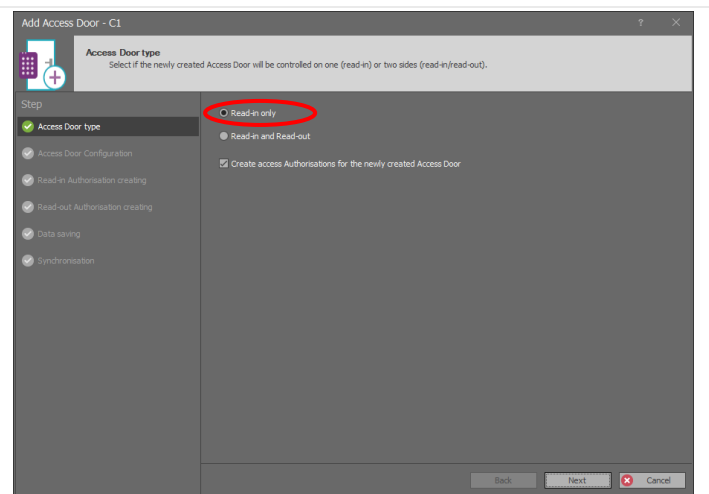 Add Access Door - C1
?
Access Door type
Select if the newly created Access Door will be controlled on one (read-in) or two sides (read-in/read-out).
Step
Access Door type
Access Door Configuration
Read-in Authorisation creating
Read-out Authorisation creating
Data saving
Synchronisation
Read-in only
Read-in and Read-out
Create access Authorisations for the newly created Access Door
Back
Next
Cancel